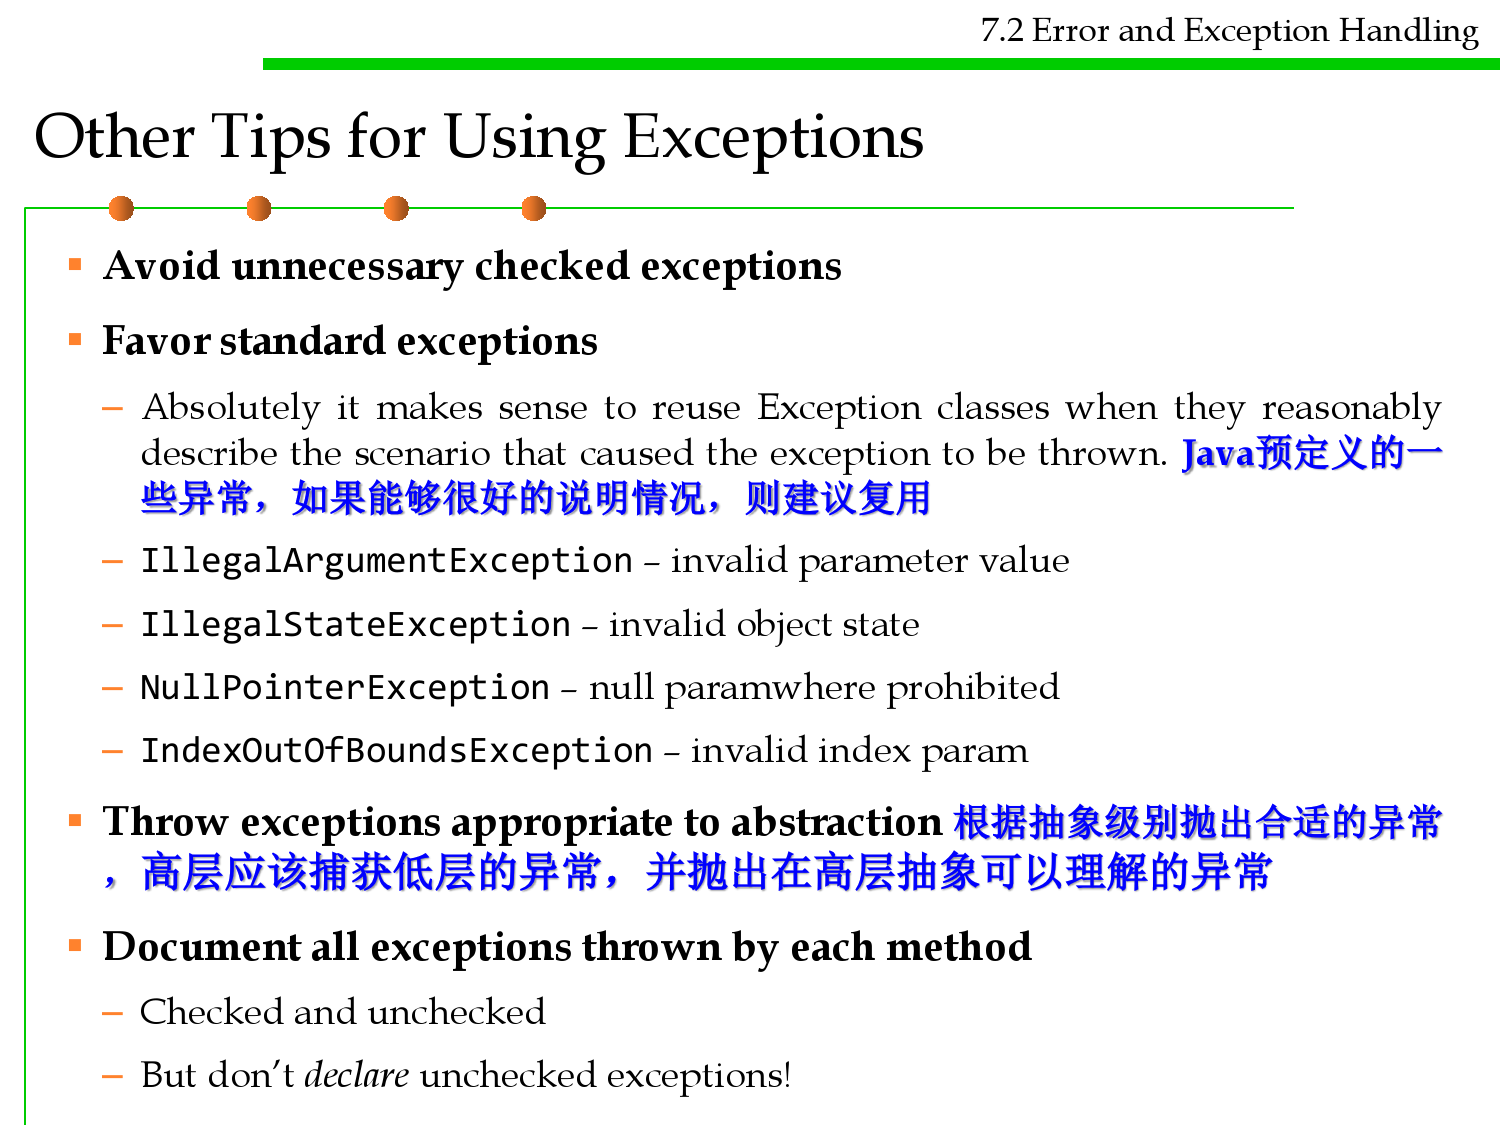 7.2 Error and Exception Handling
Other Tips for Using Exceptions
▪ Avoid unnecessary checked exceptions
▪ Favor standard exceptions
– Absolutely it makes sense to reuse Exception classes when they reasonably
describe the scenario that caused the exception to be thrown. Java预定义的一
些异常，如果能够很好的说明情况，则建议复用
– IllegalArgumentException – invalid parameter value
– IllegalStateException – invalid object state
– NullPointerException – null paramwhere prohibited
– IndexOutOfBoundsException – invalid index param
▪ Throw exceptions appropriate to abstraction 根据抽象级别抛出合适的异常
，高层应该捕获低层的异常，并抛出在高层抽象可以理解的异常
▪ Document all exceptions thrown by each method
– Checked and unchecked
– But don’t declare unchecked exceptions!